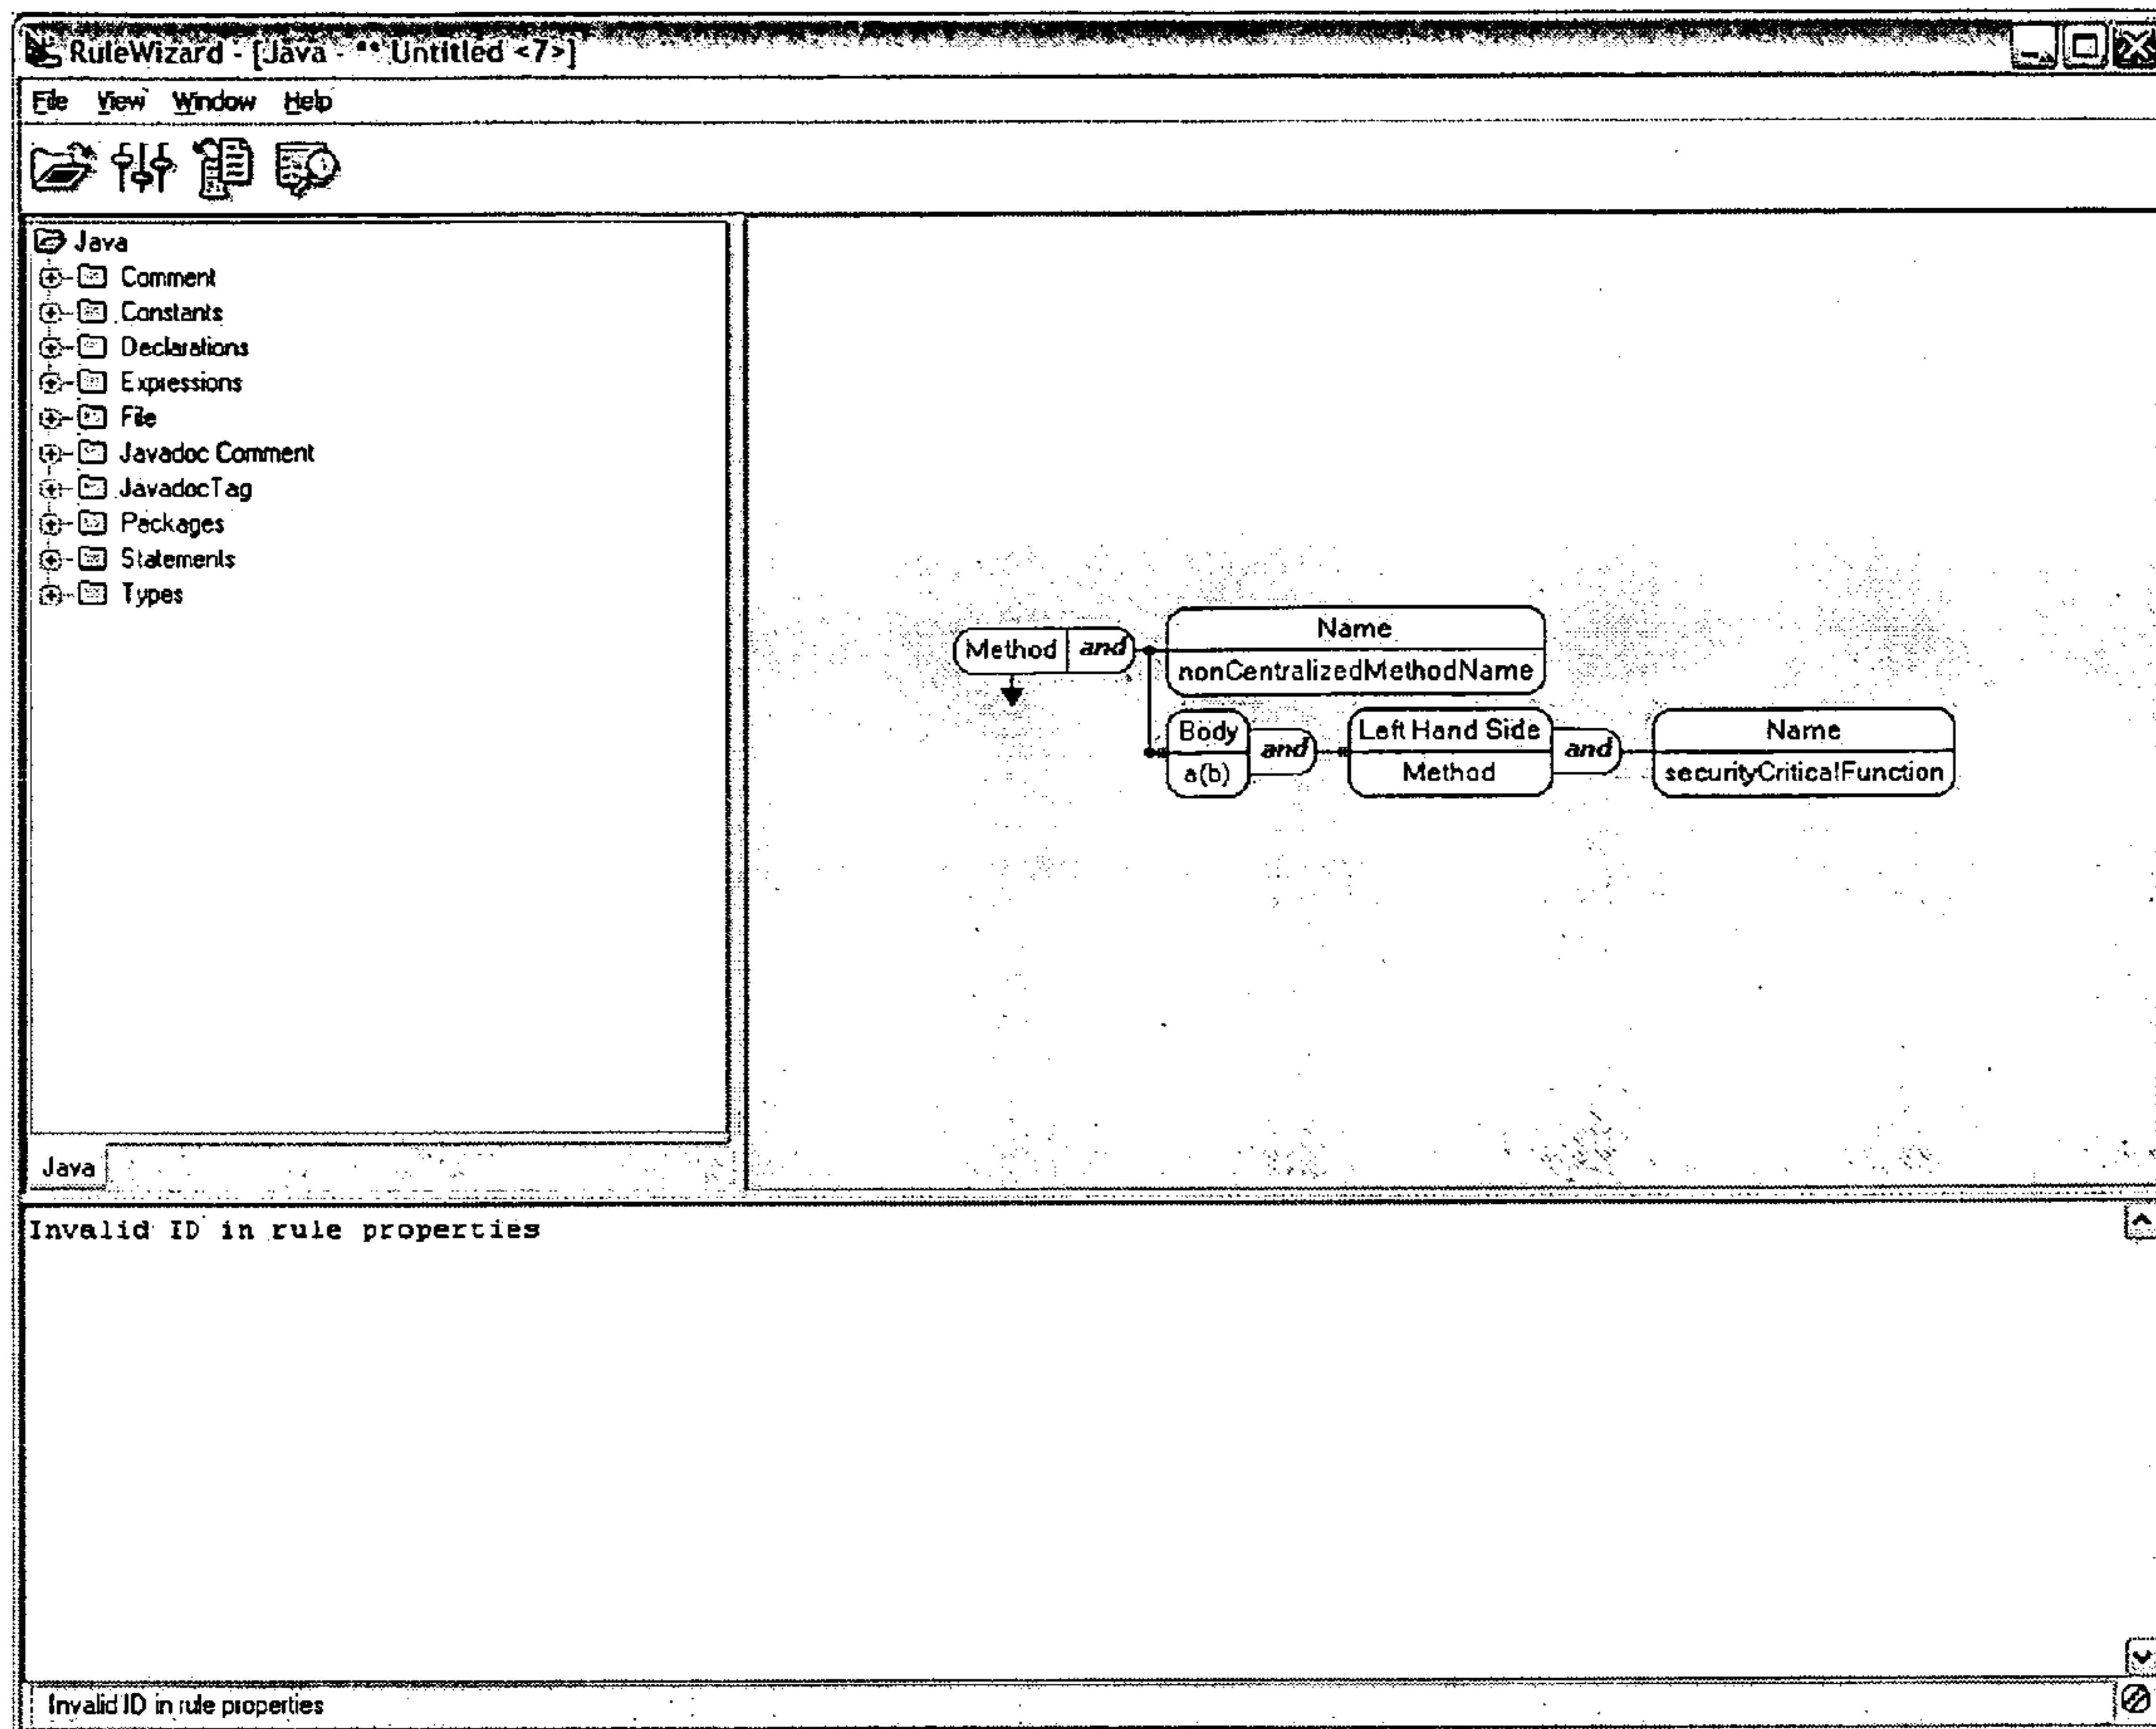 RuleWizard - [Java - ** Untitled <7>]
File View Window Help
Java
Comment
Constants
Declarations
Expressions
File
Javadoc Comment
JavadocTag
Packages
Statements
Types
Java
Method and
Name
nonCentralizedMethodName
Body
a(b)
and
Left Hand Side
Method
and
Name
securityCriticalFunction
Invalid ID in rule properties
Invalid ID in rule properties